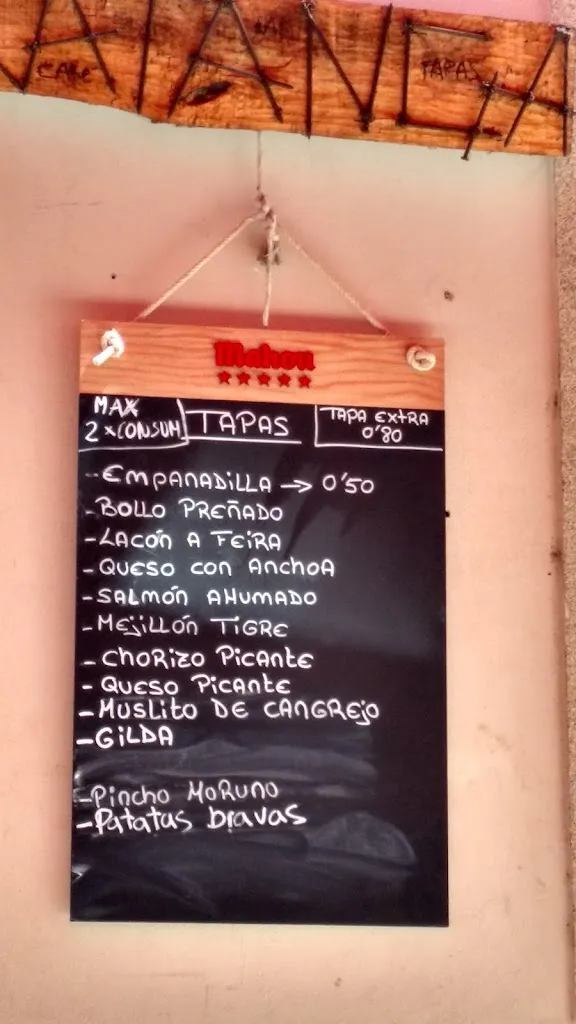 CAFE
TAPAS
Mahou
MAX
2 x CONSUM
TAPAS
TAPA EXTRA
0'80
- EMPANADILLA → 0'50
- BOLLO PREÑADO
- LACÓN A FEIRA
- QUESO CON ANCHOA
- SALMÓN AHUMADO
- MEJILLÓN TIGRE
- CHORIZO PICANTE
- QUESO PICANTE
- MUSLITO DE CANGREJO
- GILDA
- PINCHO MORUNO
- Patatas bravas